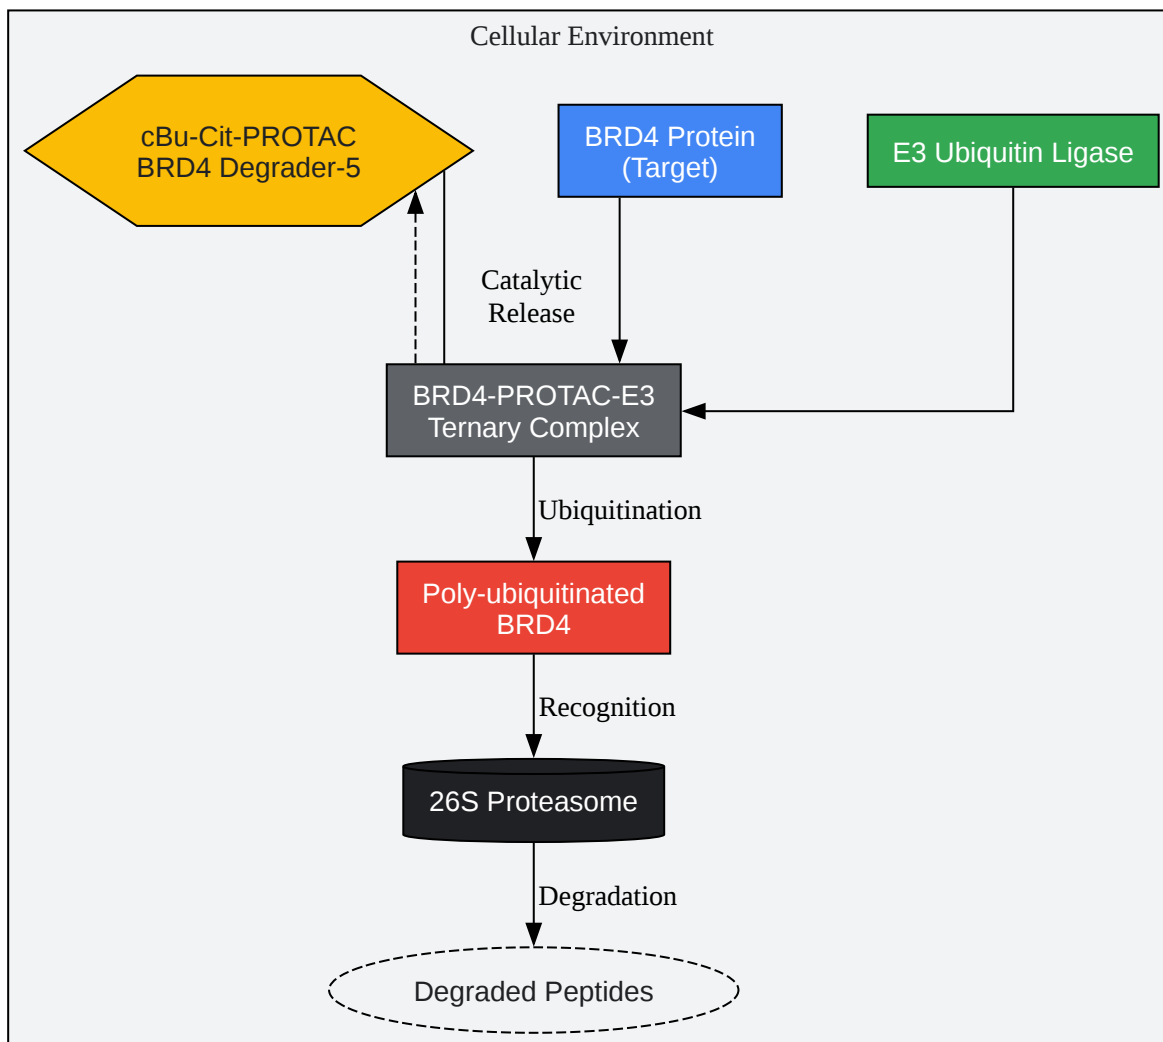 Cellular Environment
cBu-Cit-PROTAC
BRD4 Degrader-5
BRD4 Protein
(Target)
E3 Ubiquitin Ligase
Catalytic
Release
BRD4-PROTAC-E3
Ternary Complex
Ubiquitination
Poly-ubiquitinated
BRD4
Recognition
26S Proteasome
Degradation
Degraded Peptides